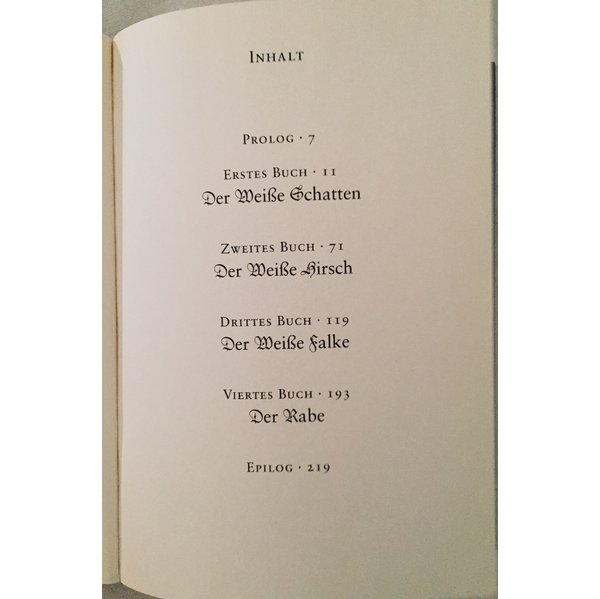 INHALT
PROLOG · 7
ERSTES BUCH · 11
Der Weiße Schatten
ZWEITES BUCH · 71
Der Weiße Hirsch
DRITTES BUCH · 119
Der Weiße Falke
VIERTES BUCH · 193
Der Rabe
EPILOG · 219